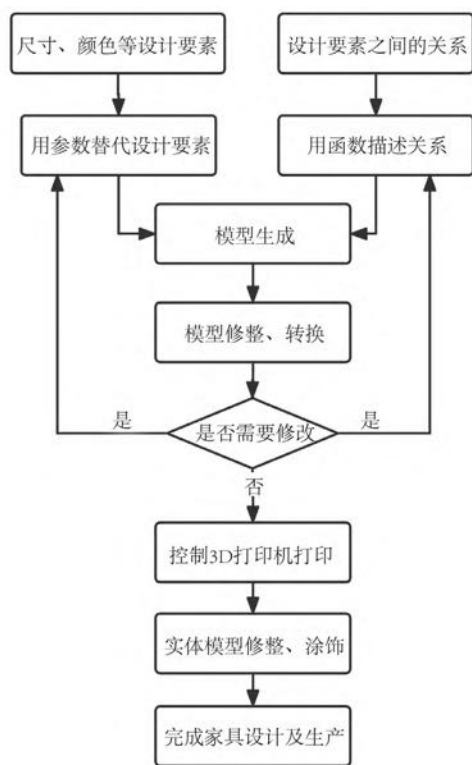 尺寸、颜色等设计要素
设计要素之间的关系
用参数替代设计要素
用函数描述关系
模型生成
模型修整、转换
是否需要修改
是
是
否
控制3D打印机打印
实体模型修整、涂饰
完成家具设计及生产